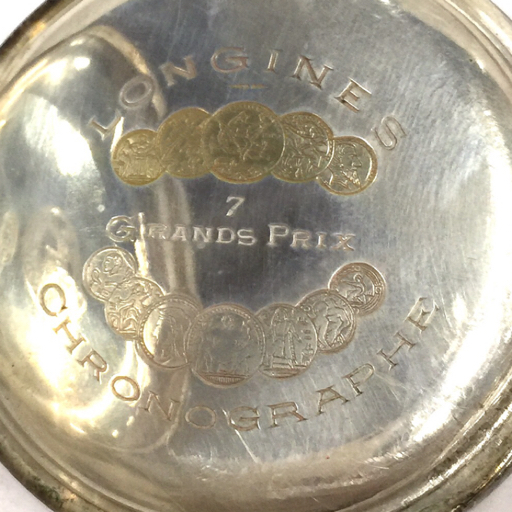 LONGINES
7
GRANDS PRIX
CHRONOGRAPHE